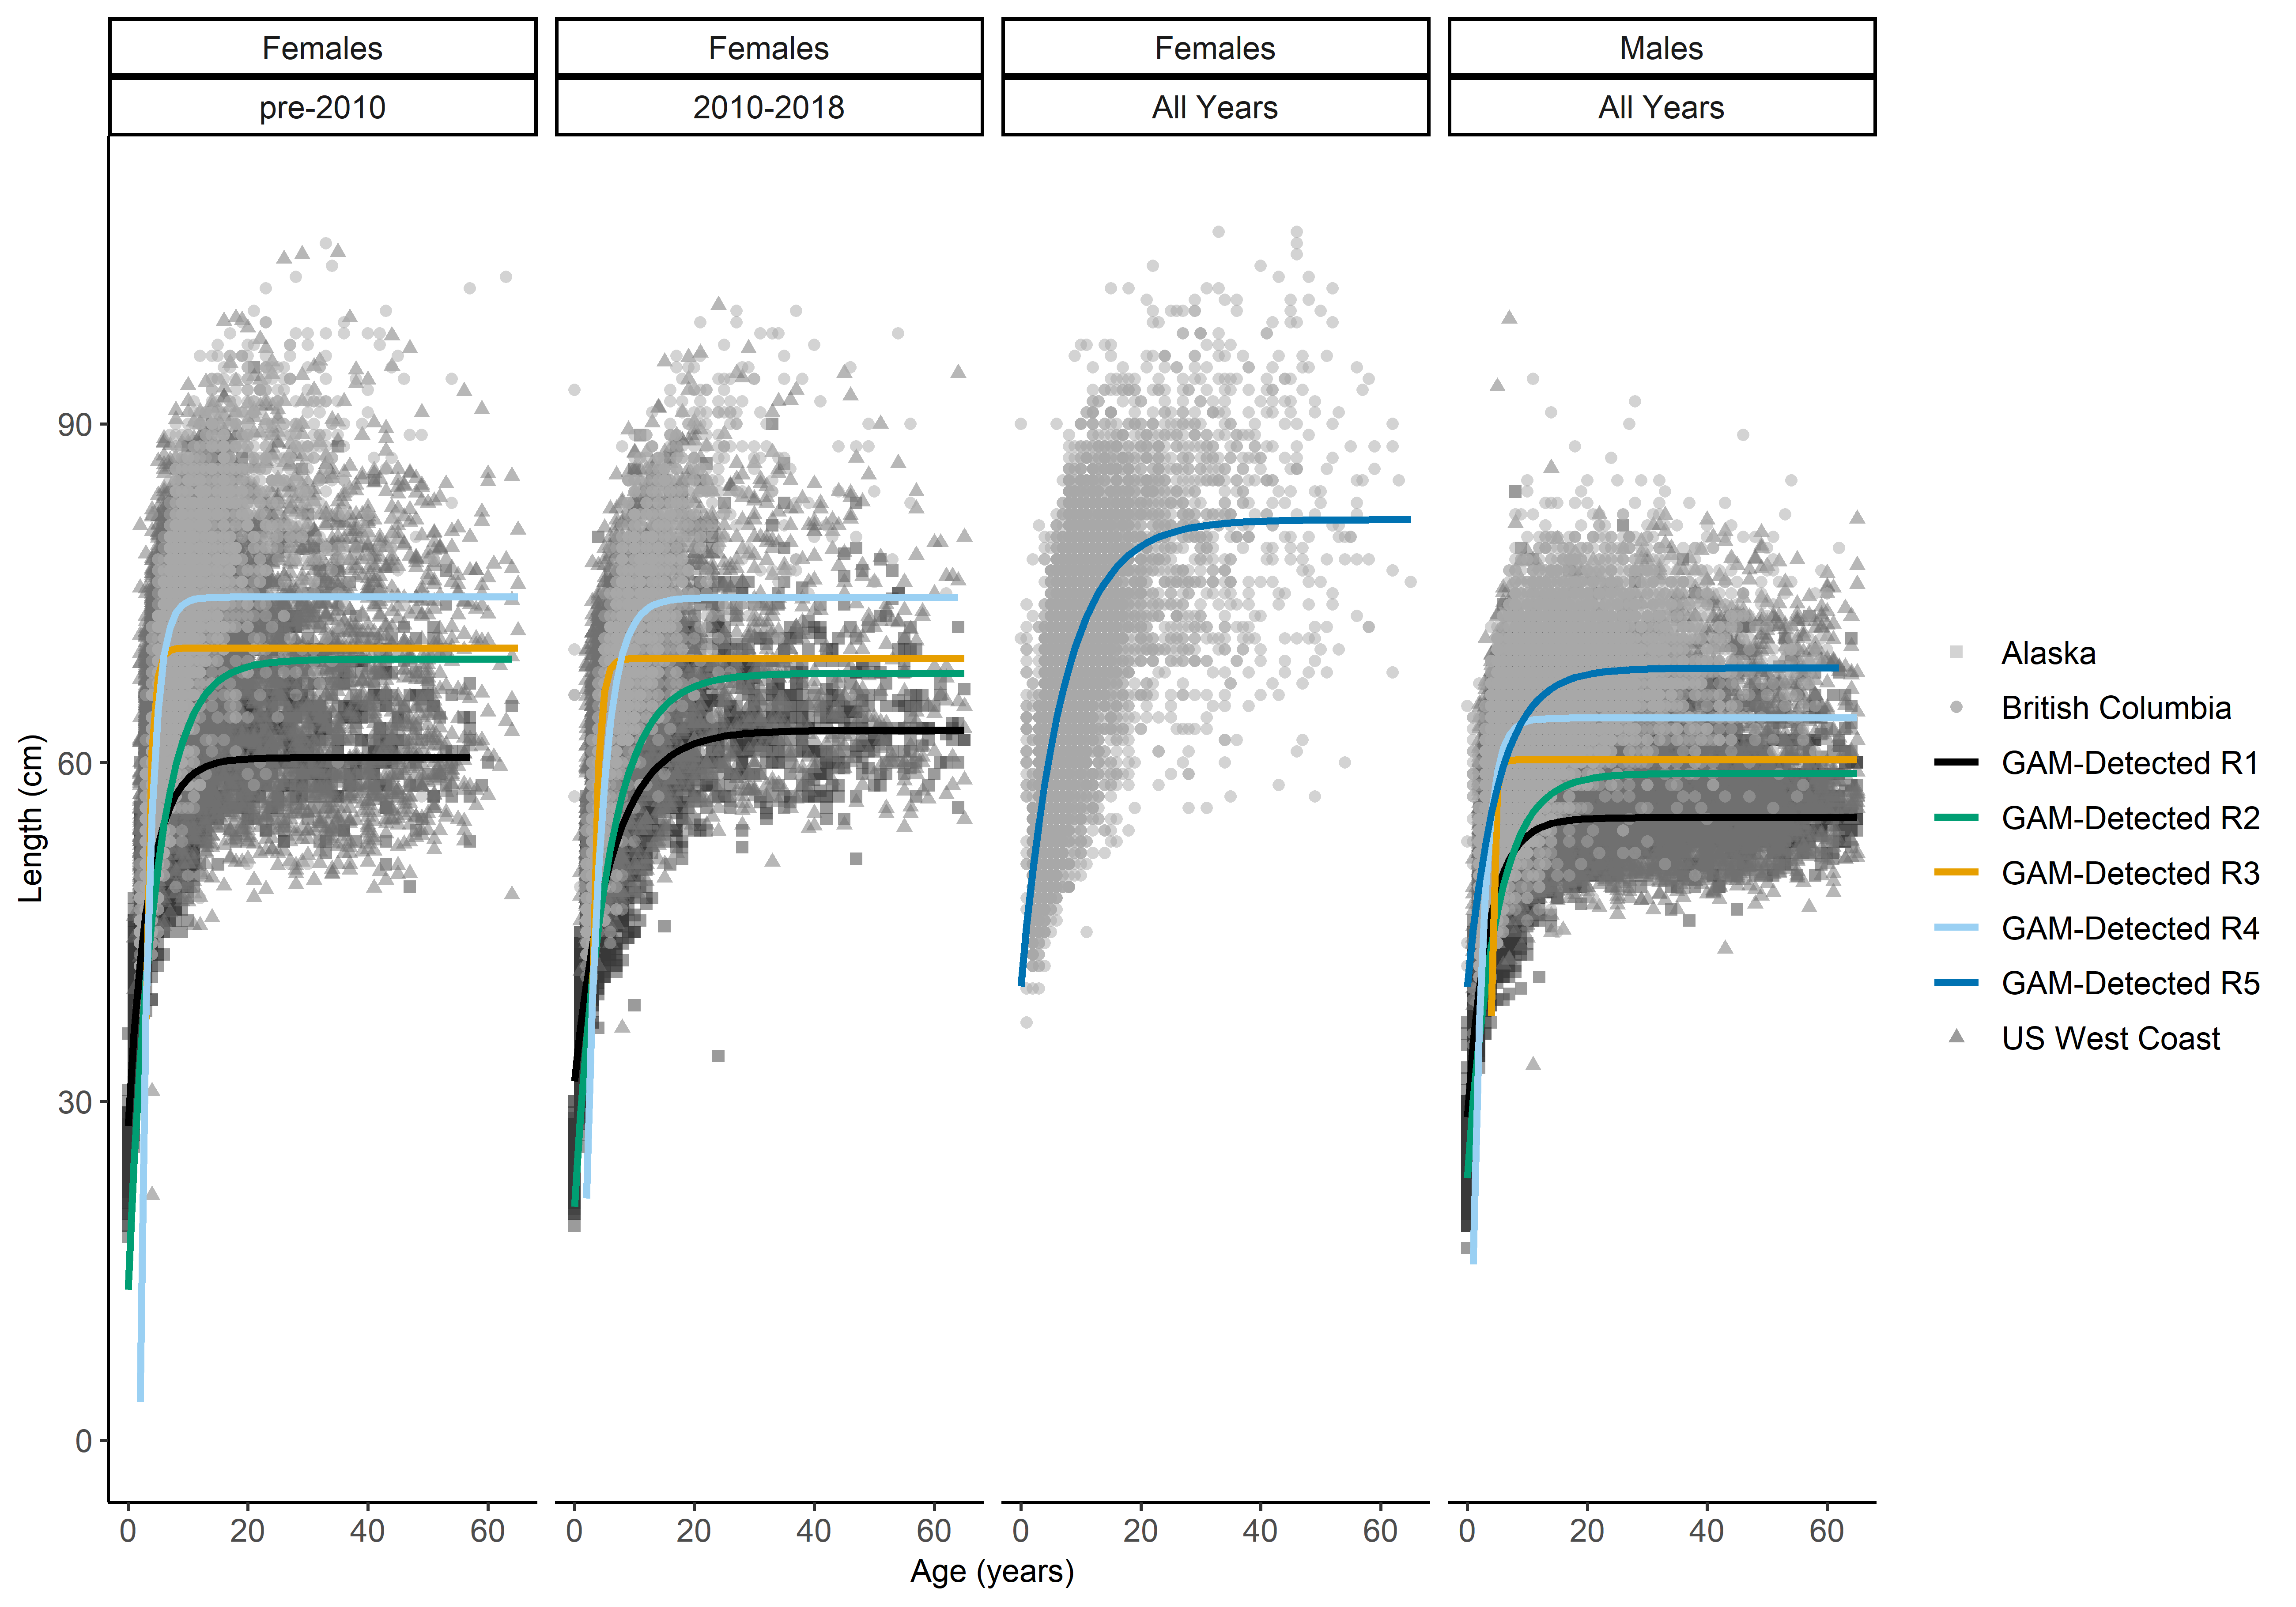 Females Females Females Males
pre-2010 2010-2018 All Years All Years
90
60
30
0
Length (cm)
0 20 40 60 0 20 40 60 0 20 40 60 0 20 40 60
Age (years)
Alaska
British Columbia
GAM-Detected R1
GAM-Detected R2
GAM-Detected R3
GAM-Detected R4
GAM-Detected R5
US West Coast